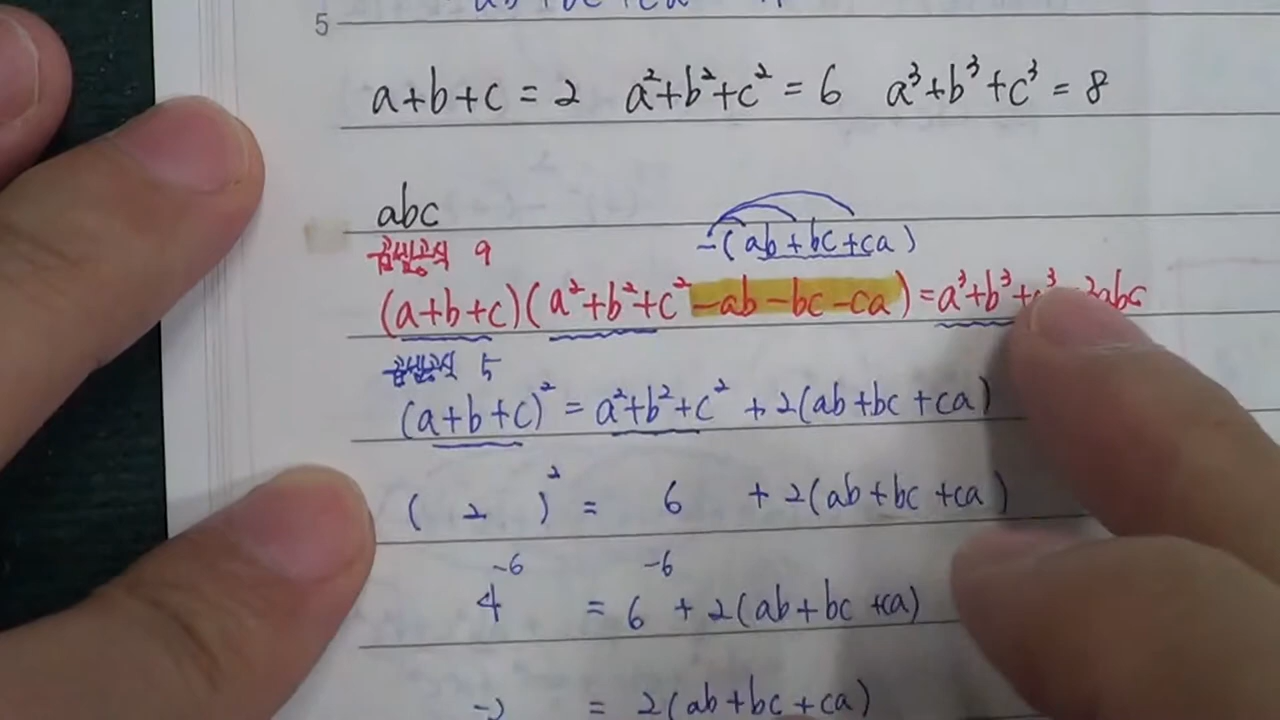 5
a+b+c = 2 a²+b²+c² = 6 a³+b³+c³ = 8
abc
곱셈공식 9
-(ab+bc+ca)
(a+b+c)(a²+b²+c²-ab-bc-ca) = a³+b³+c³-3abc
곱셈공식 5
(a+b+c)² = a²+b²+c² + 2(ab+bc+ca)
( 2 )² = 6 + 2(ab+bc+ca)
-6 -6
4 = 6 + 2(ab+bc+ca)
-2 = 2(ab+bc+ca)